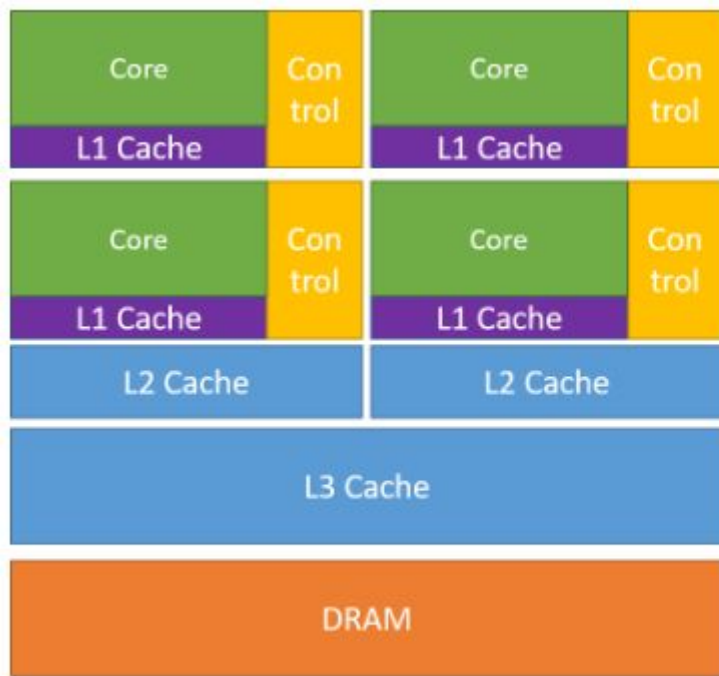 Core
Con
trol
L1 Cache
Core
Con
trol
L1 Cache
Core
Con
trol
L1 Cache
Core
Con
trol
L1 Cache
L2 Cache
L2 Cache
L3 Cache
DRAM